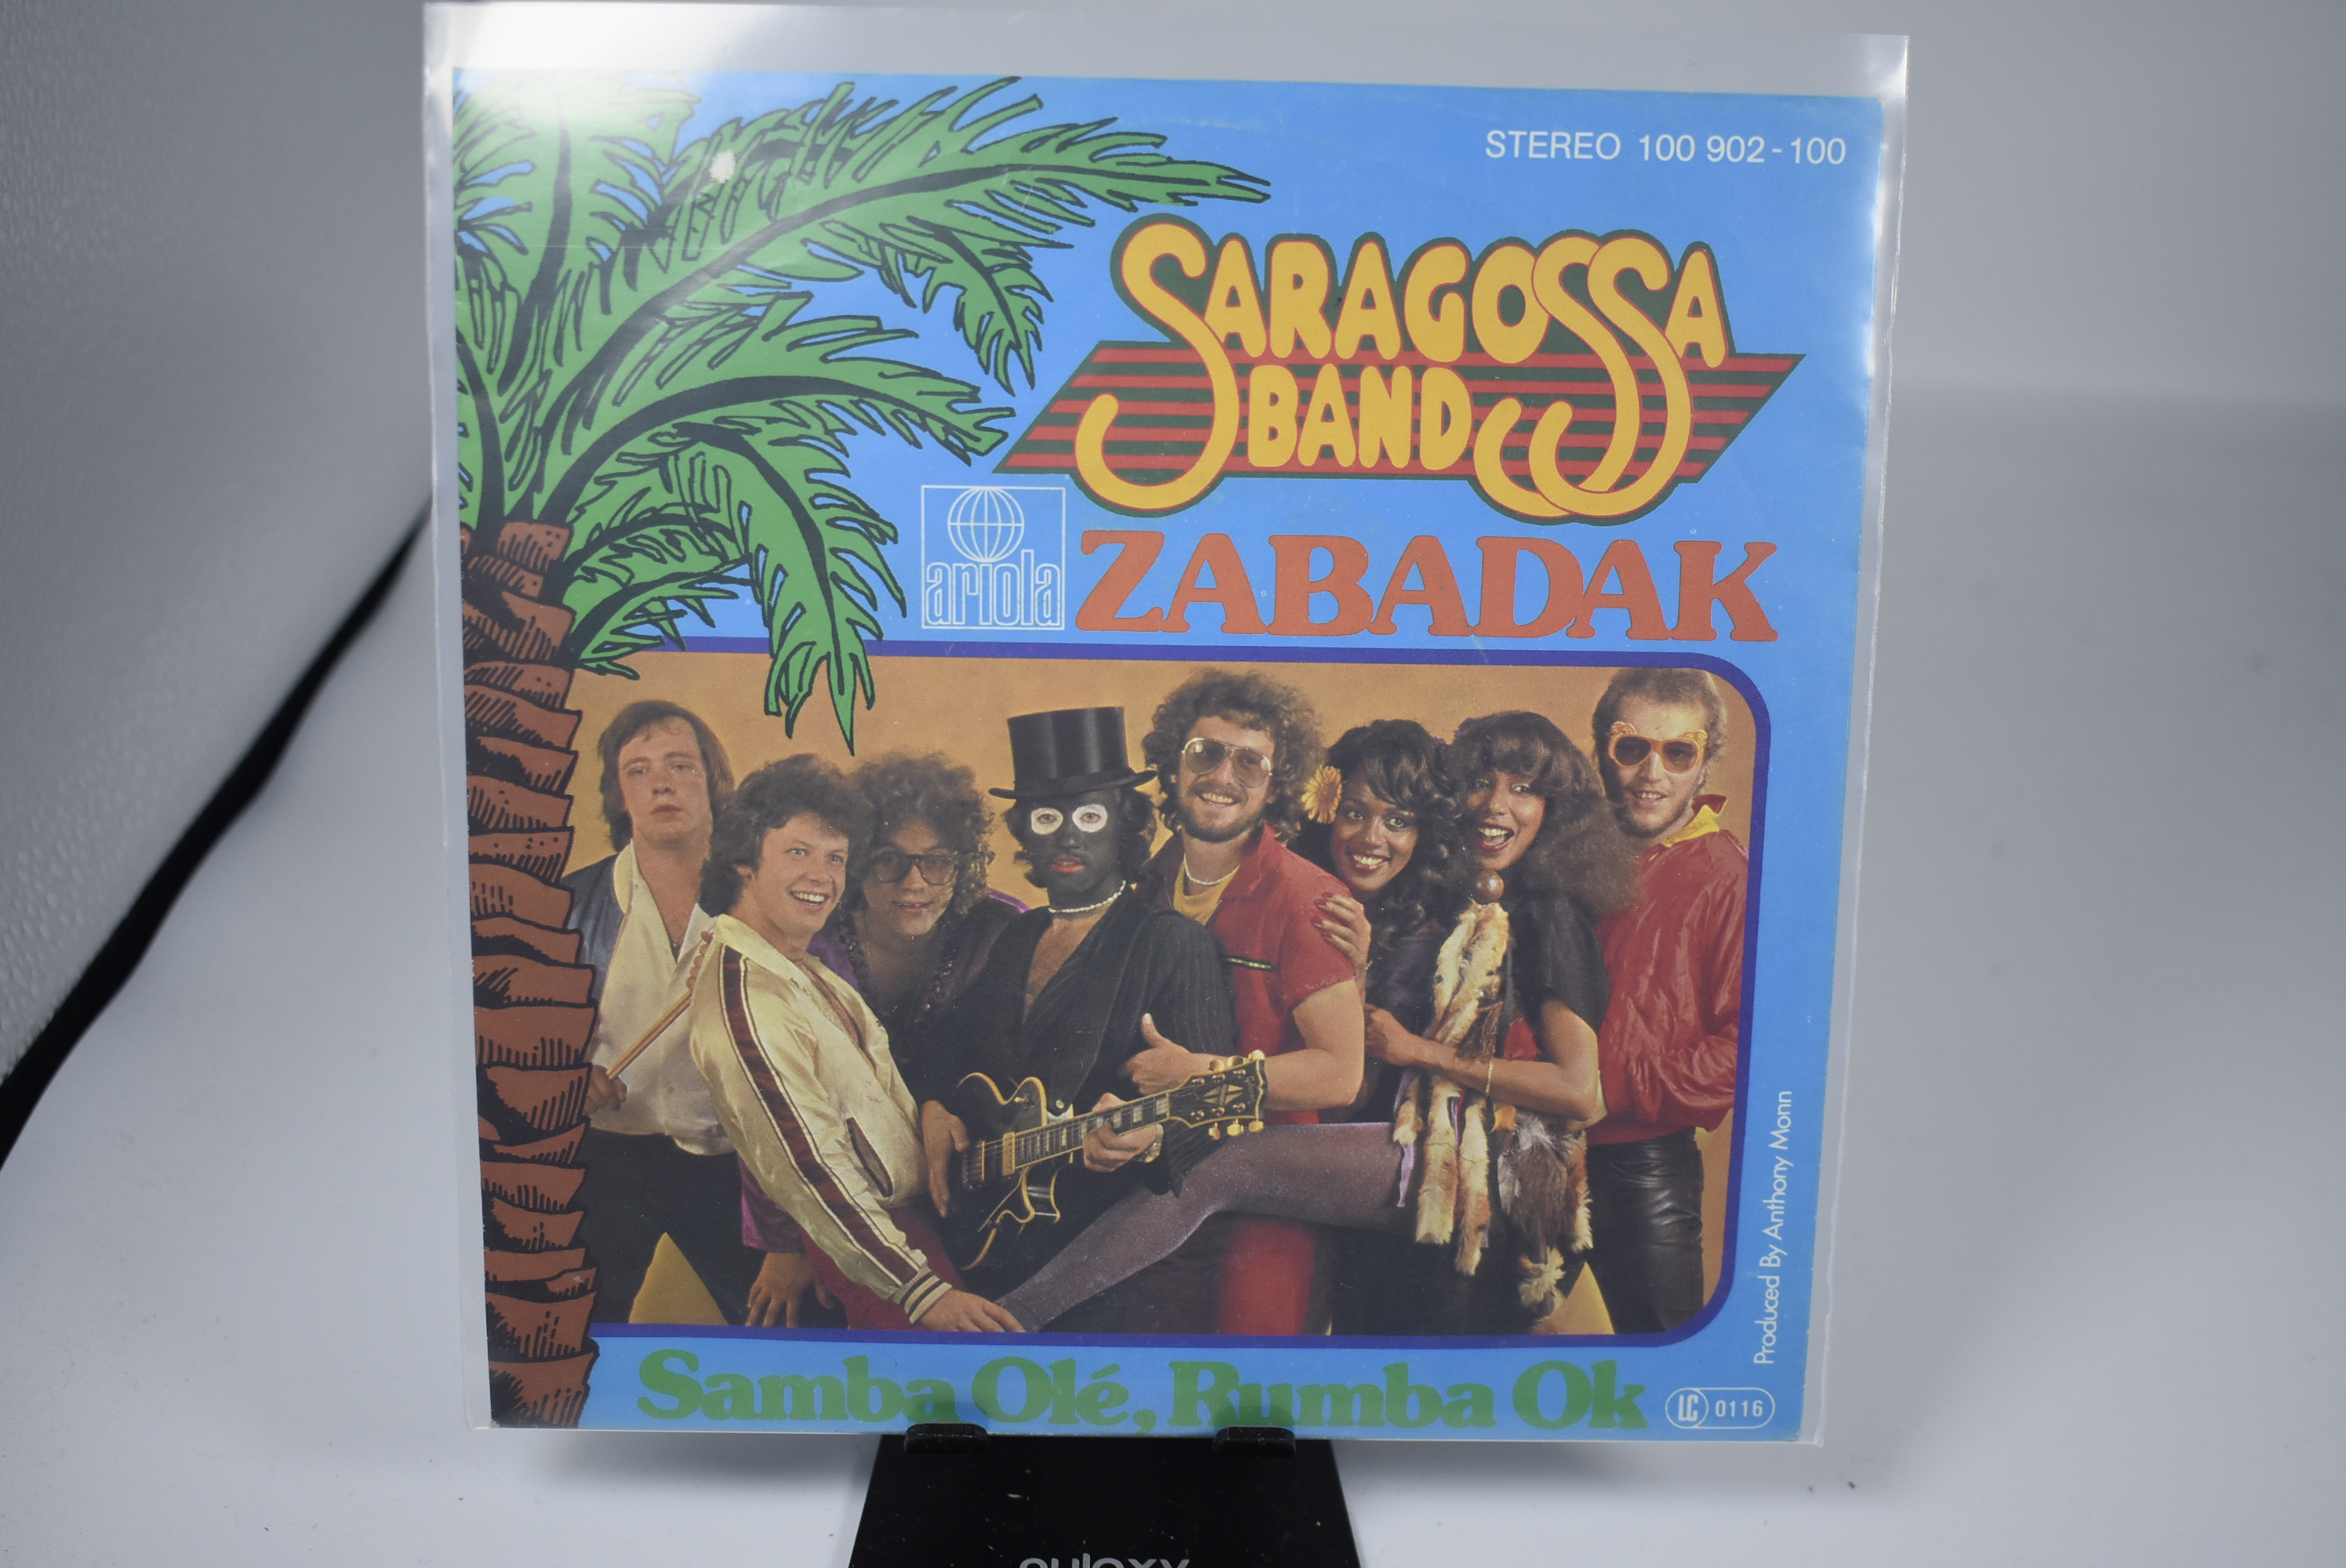 STEREO 100 902-100
SARAGOSSA
BAND
ariola
ZABADAK
Produced By Anthony Monn
Samba Olé, Rumba Ok
LC 0116